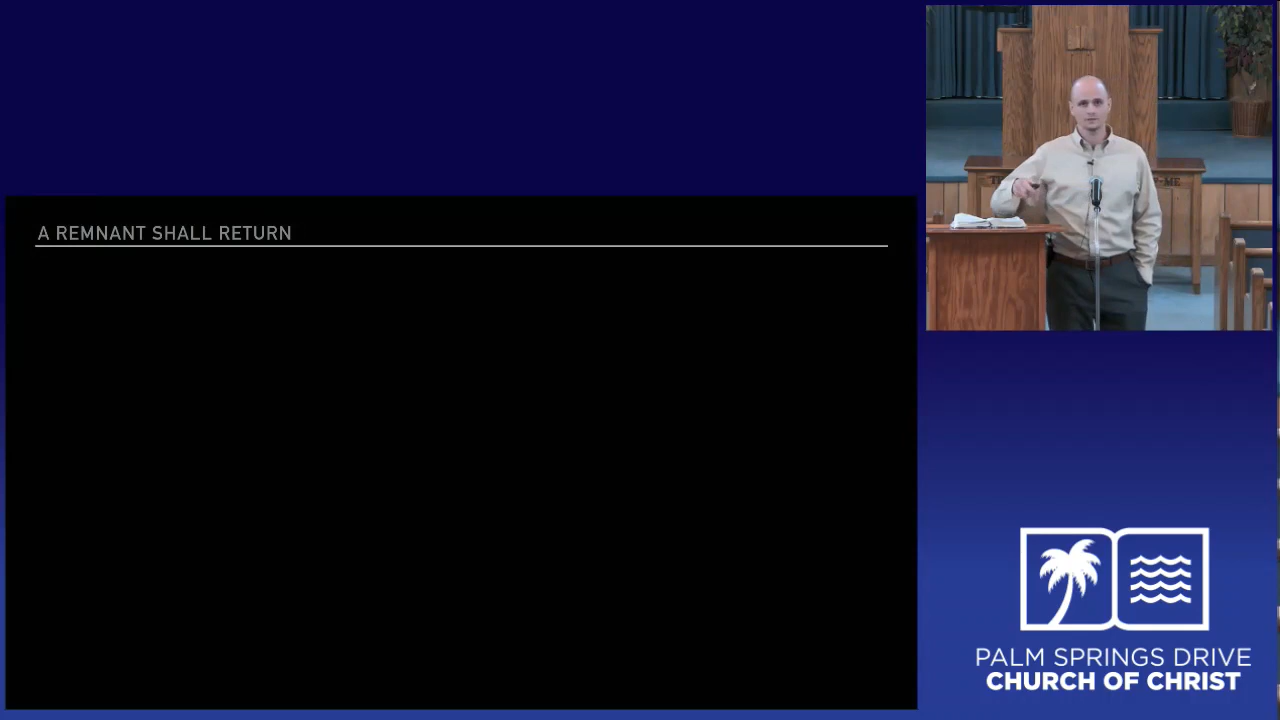 A REMNANT SHALL RETURN
PALM SPRINGS DRIVE
CHURCH OF CHRIST